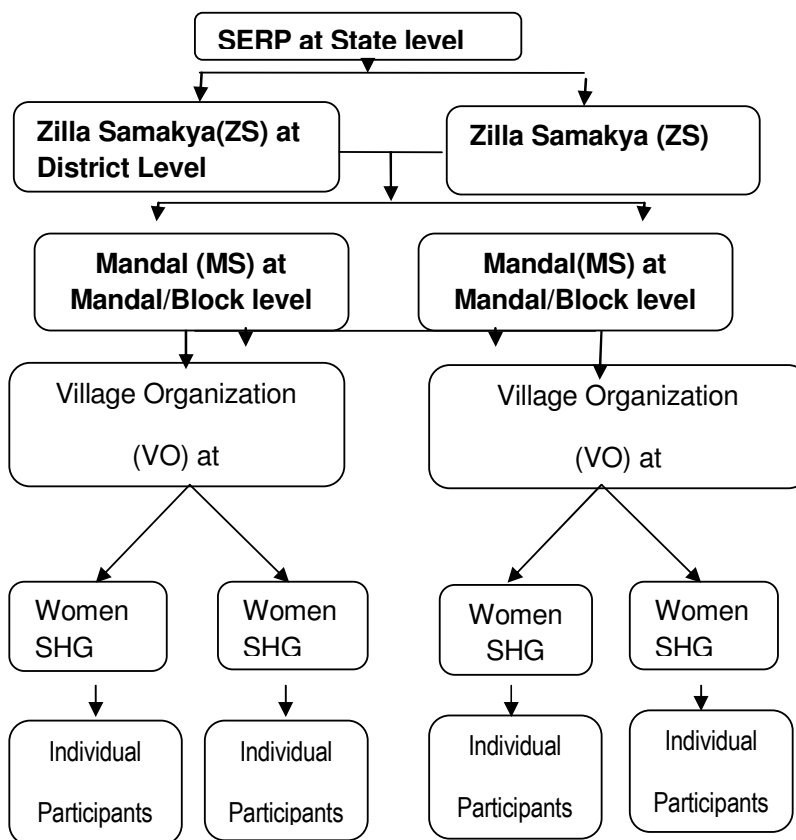 SERP at State level
Zilla Samakya(ZS) at
District Level
Zilla Samakya (ZS)
Mandal (MS) at
Mandal/Block level
Mandal(MS) at
Mandal/Block level
Village Organization
(VO) at
Village Organization
(VO) at
Women
SHG
Women
SHG
Women
SHG
Women
SHG
Individual
Participants
Individual
Participants
Individual
Participants
Individual
Participants